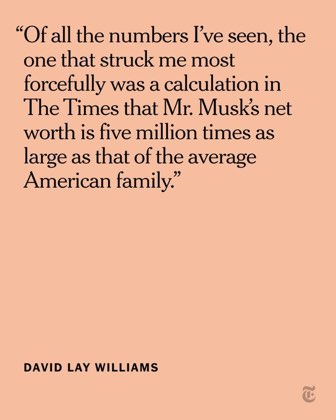 “Of all the numbers I’ve seen, the
one that struck me most
forcefully was a calculation in
The Times that Mr. Musk’s net
worth is five million times as
large as that of the average
American family.”
DAVID LAY WILLIAMS
T